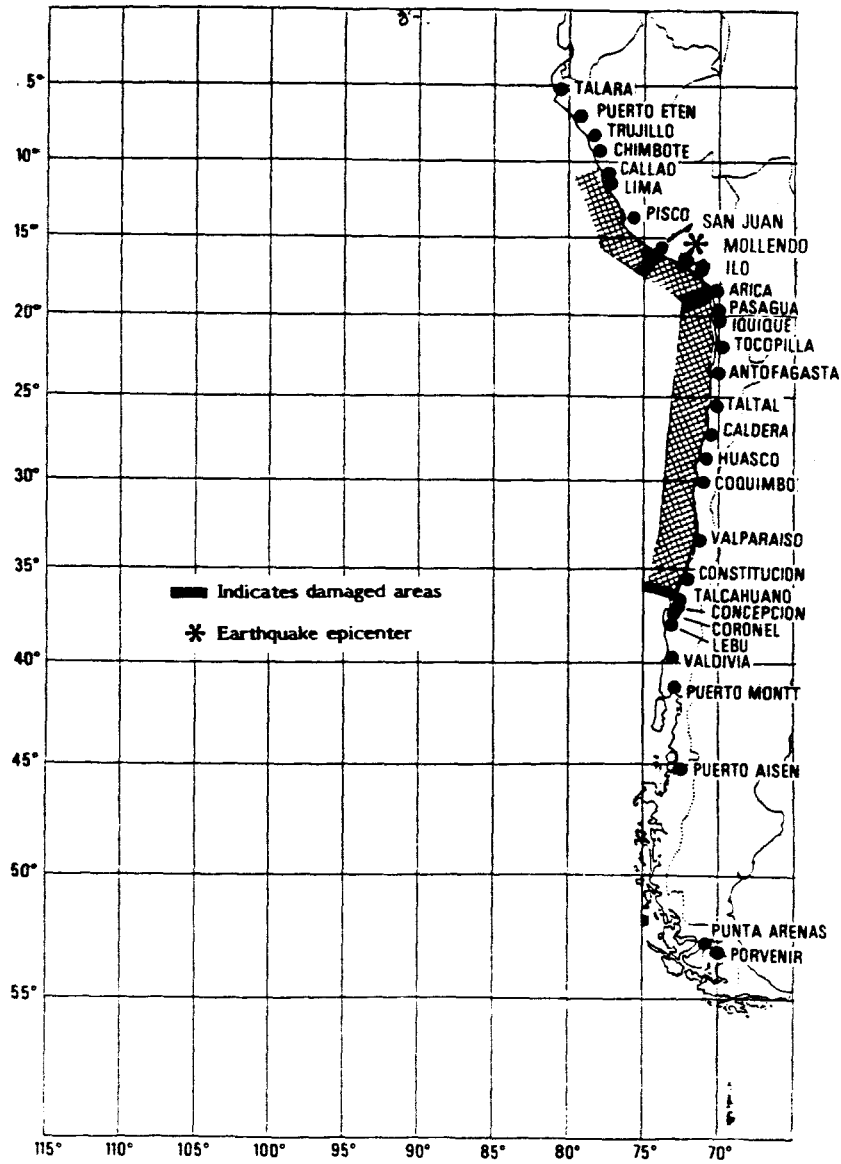 0°
5°
TALARA
PUERTO ETEN
TRUJILLO
CHIMBOTE
10°
CALLAO
LIMA
PISCO
SAN JUAN
15°
MOLLENDO
ILO
ARICA
PASAGUA
20°
IQUIQUE
TOCOPILLA
ANTOFAGASTA
25°
TALTAL
CALDERA
HUASCO
30°
COQUIMBO
VALPARAISO
35°
CONSTITUCION
Indicates damaged areas
TALCAHUANO
CONCEPCION
CORONEL
Earthquake epicenter
LEBU
40°
VALDIVIA
PUERTO MONTT
45°
PUERTO AISEN
50°
PUNTA ARENAS
PORVENIR
55°
115° 110° 105° 100° 95° 90° 85° 80° 85° 75° 70°